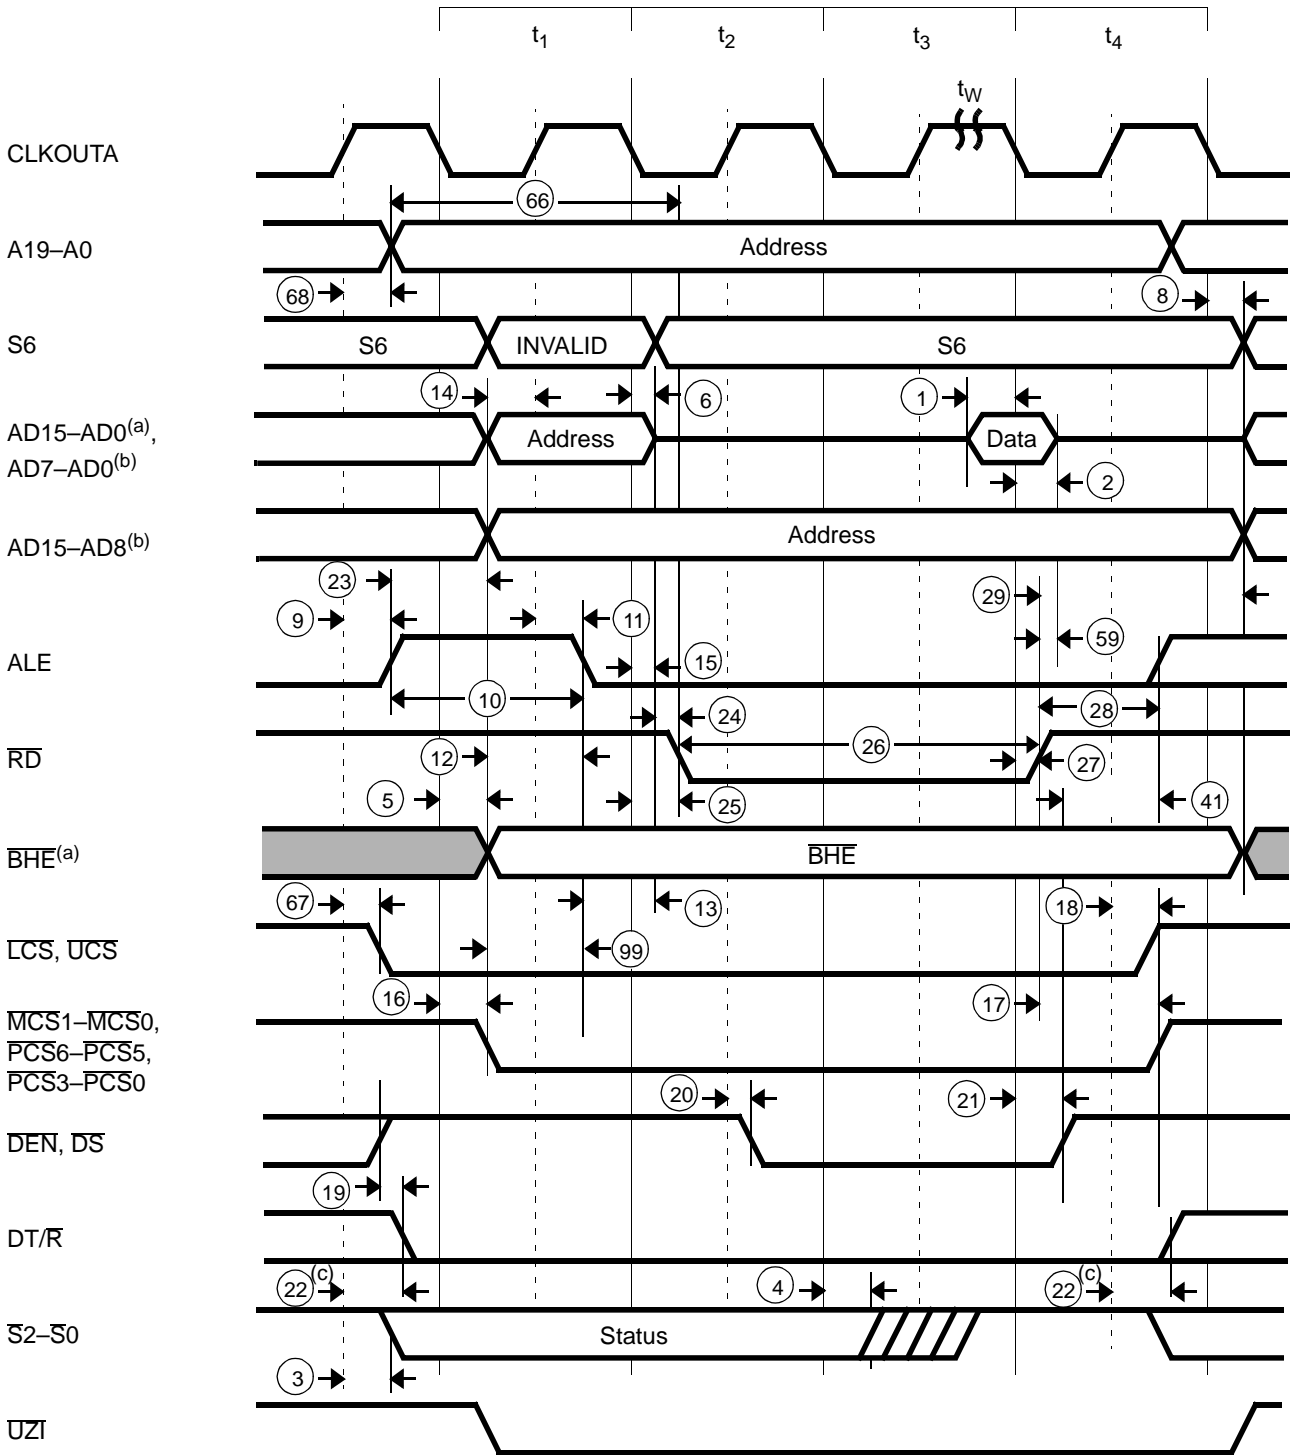 t1 t2 t3 t4
tW
CLKOUTA
66
A19–A0 Address
68 8
S6 S6 INVALID S6
14 6 1
AD15–AD0(a), Address Data
AD7–AD0(b)
2
AD15–AD8(b) Address
23 29
9 11 59
ALE 15
10 24 28
RD 12 26 27
5 25 41
BHE(a) BHE
67 13 18
LCS, UCS 99
16 17
MCS1–MCS0,
PCS6–PCS5,
PCS3–PCS0
20 21
DEN, DS
19
DT/R
22(c) 4 22(c)
S2–S0 Status
3
UZI